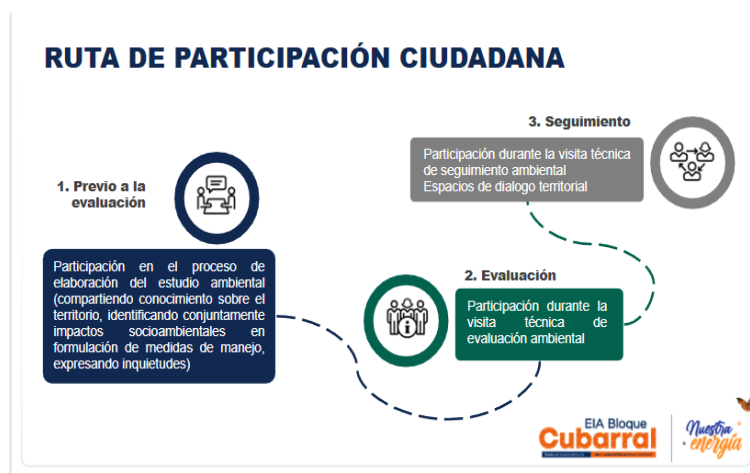 RUTA DE PARTICIPACIÓN CIUDADANA
1. Previo a la
evaluación
Participación en el proceso de
elaboración del estudio ambiental
(compartiendo conocimiento sobre el
territorio, identificando conjuntamente
impactos socioambientales en
formulación de medidas de manejo,
expresando inquietudes)
2. Evaluación
Participación durante la
visita técnica de
evaluación ambiental
3. Seguimiento
Participación durante la visita técnica
de seguimiento ambiental
Espacios de dialogo territorial
EIA Bloque
Cubarral
Nuestra
energía